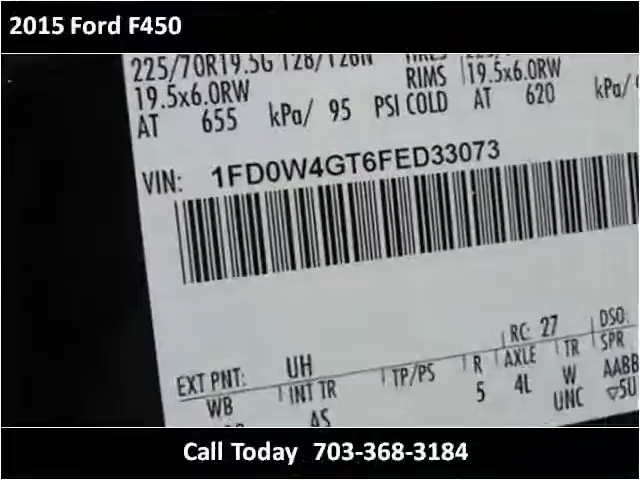 2015 Ford F450
225/70R19.5G 128/126N
19.5x6.0RW RIMS 19.5x6.0RW
AT 655 kPa/ 95 PSI COLD AT 620 kPa/
VIN: 1FD0W4GT6FED33073
RC: 27 DSO:
EXT PNT: UH
WB INT TR TP/PS R AXLE TR SPR
AS 5 4L W AABB
UNC 5U
Call Today 703-368-3184